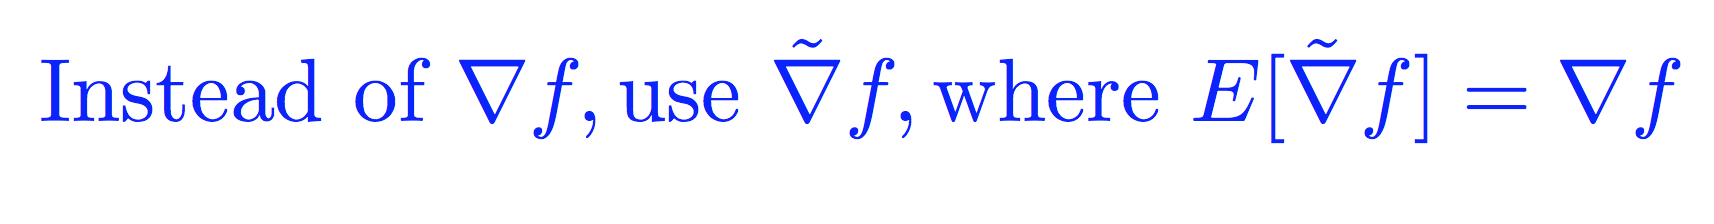 Instead of ∇f, use ∇̃f, where E[∇̃f] = ∇f